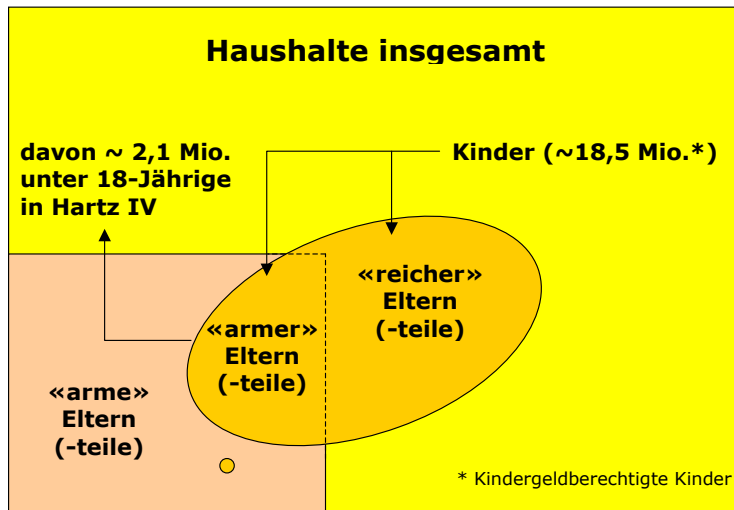 Haushalte insgesamt
davon ~ 2,1 Mio.
unter 18-Jährige
in Hartz IV
Kinder (~18,5 Mio.*)
«reicher»
Eltern
(-teile)
«armer»
Eltern
(-teile)
«arme»
Eltern
(-teile)
* Kindergeldberechtigte Kinder